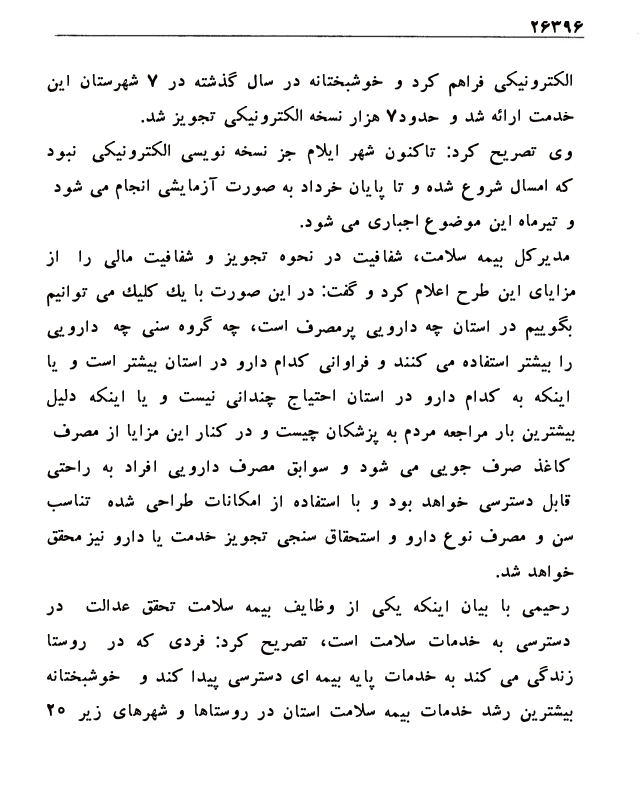 ۲۶۳۹۶
الکترونیکی فراهم کرد و خوشبختانه در سال گذشته در ۷ شهرستان این
خدمت ارائه شد و حدود۷ هزار نسخه الکترونیکی تجویز شد.
وی تصریح کرد: تاکنون شهر ایلام جز نسخه نویسی الکترونیکی نبود
که امسال شروع شده و تا پایان خرداد به صورت آزمایشی انجام می شود
و تیرماه این موضوع اجباری می شود.
مدیرکل بیمه سلامت، شفافیت در نحوه تجویز و شفافیت مالی را از
مزایای این طرح اعلام کرد و گفت: در این صورت با یك کلیك می توانیم
بگوییم در استان چه دارویی پرمصرف است، چه گروه سنی چه دارویی
را بیشتر استفاده می کنند و فراوانی کدام دارو در استان بیشتر است و یا
اینکه به کدام دارو در استان احتیاج چندانی نیست و یا اینکه دلیل
بیشترین بار مراجعه مردم به پزشکان چیست و در کنار این مزایا از مصرف
کاغذ صرف جویی می شود و سوابق مصرف دارویی افراد به راحتی
قابل دسترسی خواهد بود و با استفاده از امکانات طراحی شده تناسب
سن و مصرف نوع دارو و استحقاق سنجی تجویز خدمت یا دارو نیز محقق
خواهد شد.
رحیمی با بیان اینکه یکی از وظایف بیمه سلامت تحقق عدالت در
دسترسی به خدمات سلامت است، تصریح کرد: فردی که در روستا
زندگی می کند به خدمات پایه بیمه ای دسترسی پیدا کند و خوشبختانه
بیشترین رشد خدمات بیمه سلامت استان در روستاها و شهرهای زیر ۲۰